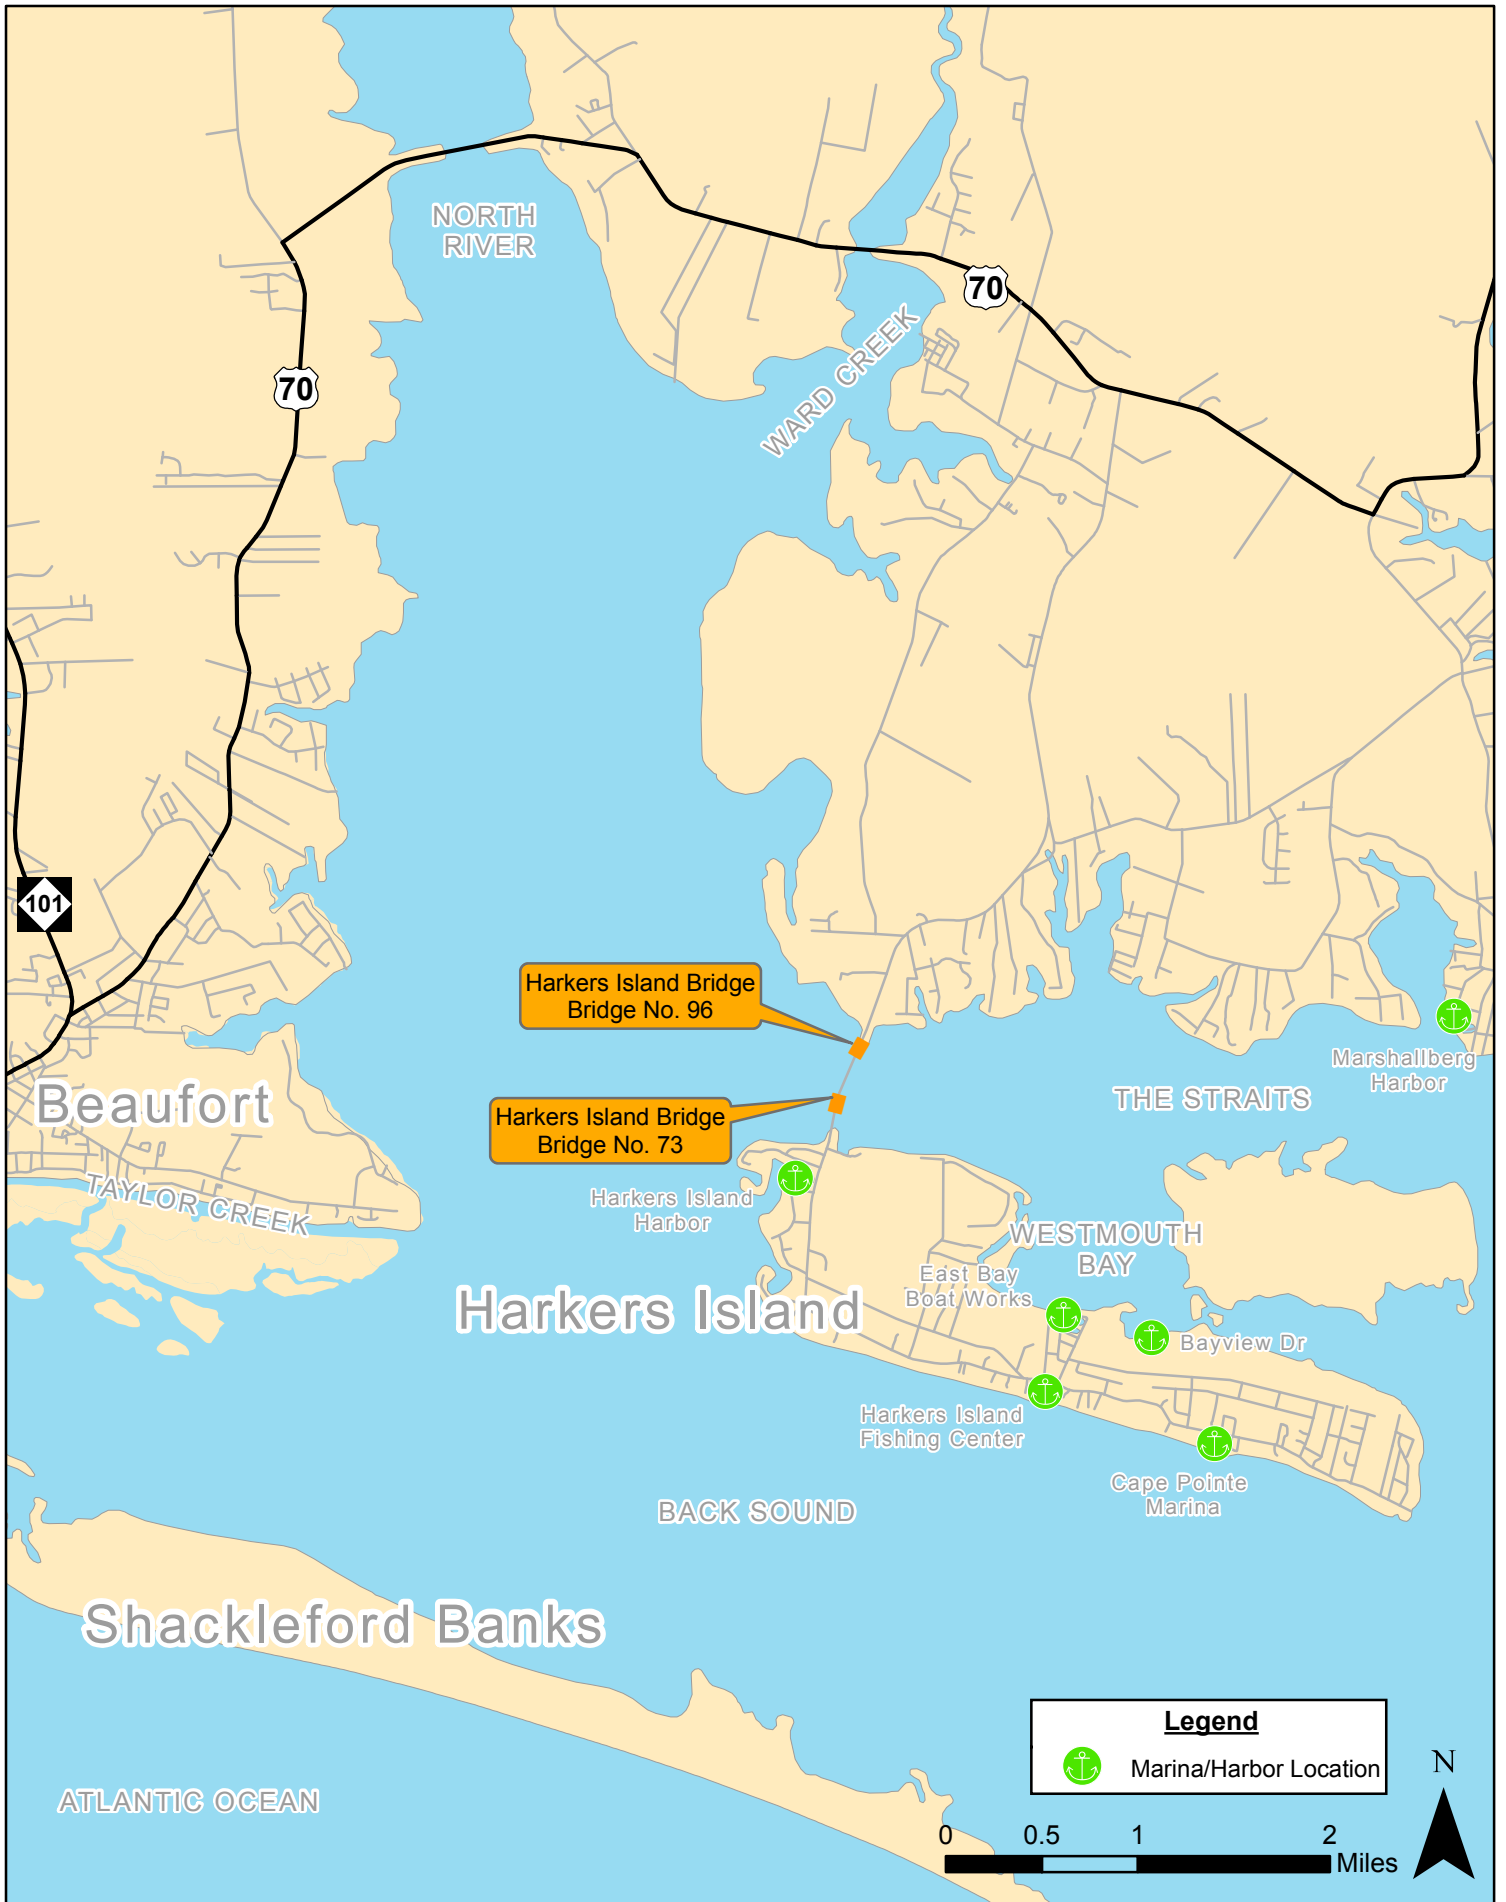 NORTH
RIVER
70
WARD CREEK
70
101
Harkers Island Bridge
Bridge No. 96
Marshallberg
Harbor
THE STRAITS
Beaufort
Harkers Island Bridge
Bridge No. 73
TAYLOR CREEK
Harkers Island
Harbor
WESTMOUTH
BAY
East Bay
Boat Works
Harkers Island
Bayview Dr
Harkers Island
Fishing Center
Cape Pointe
Marina
BACK SOUND
Shackleford Banks
ATLANTIC OCEAN
Legend
Marina/Harbor Location
N
0 0.5 1 2
Miles